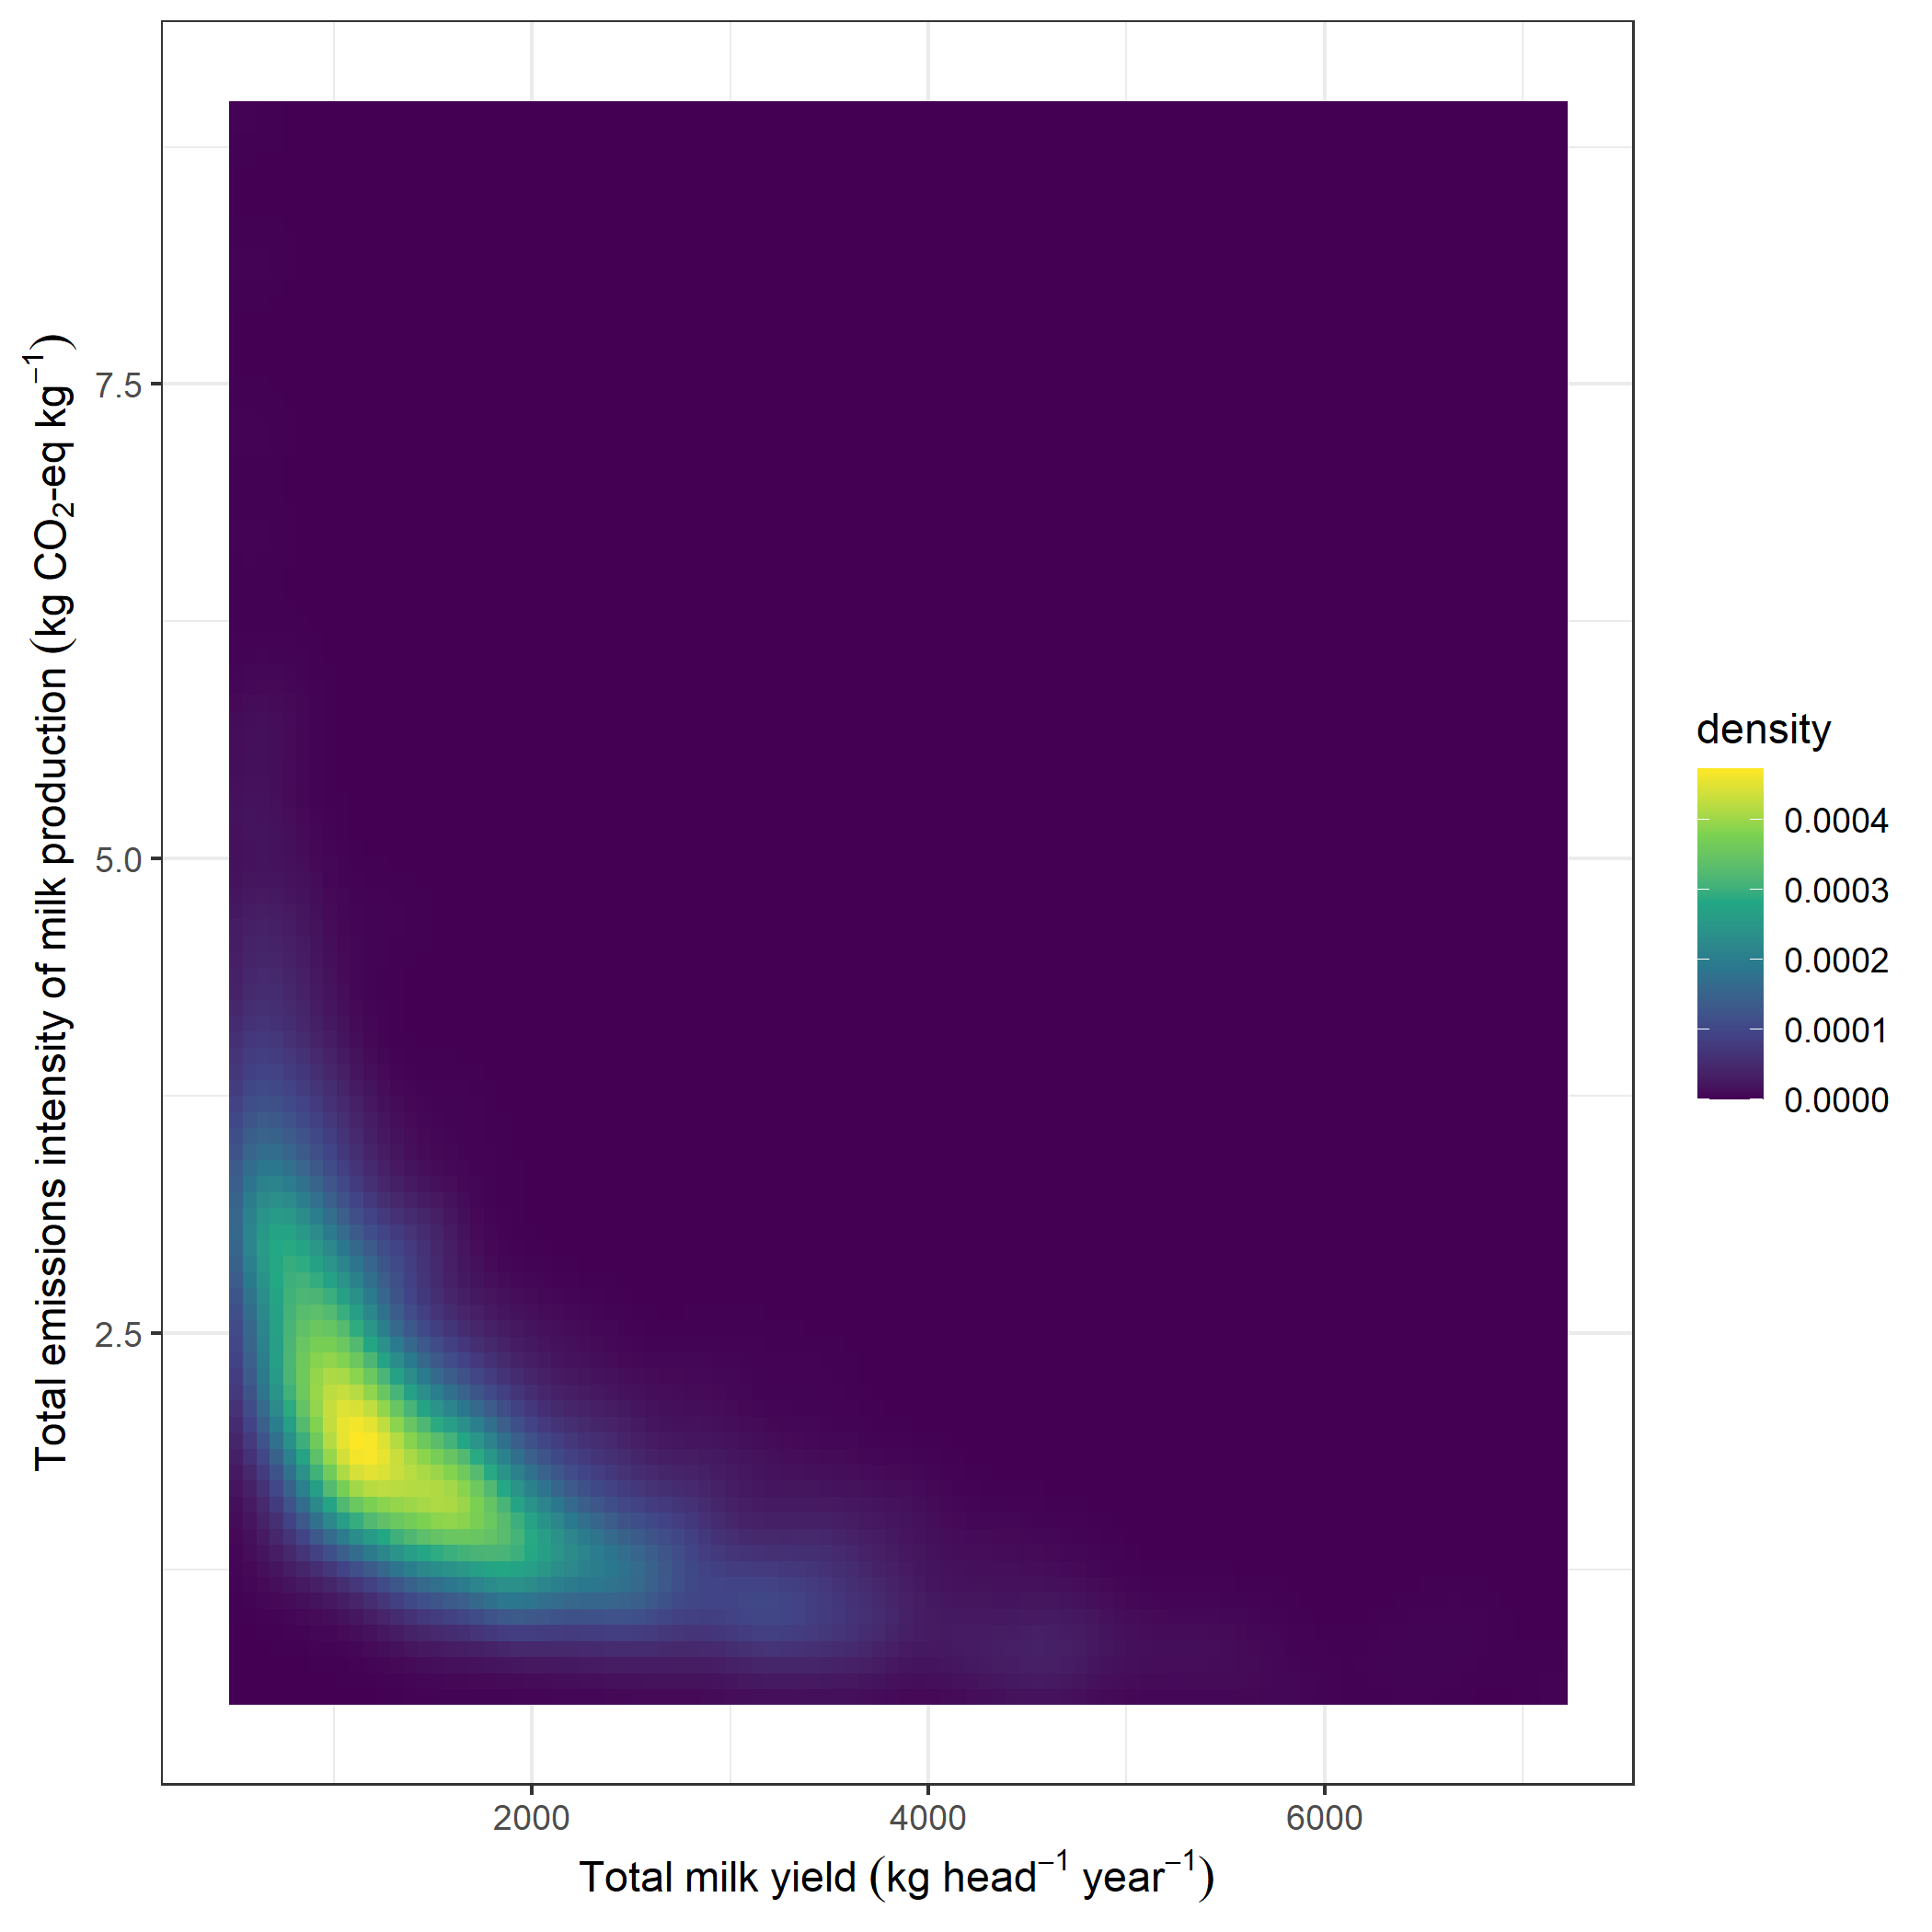 Total emissions intensity of milk production (kg CO₂-eq kg⁻¹)
7.5
5.0
2.5
2000 4000 6000
Total milk yield (kg head⁻¹ year⁻¹)
density
0.0004
0.0003
0.0002
0.0001
0.0000